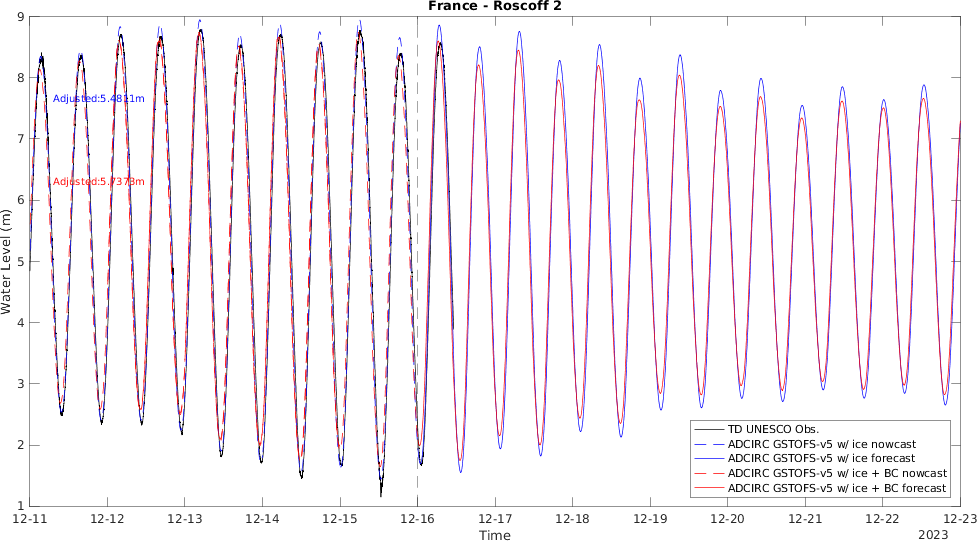 France - Roscoff 2
9
8
7
6
5
4
3
2
1
Water Level (m)
Adjusted:5.4811m
Adjusted:5.7373m
TD UNESCO Obs.
ADCIRC GSTOFS-v5 w/ ice nowcast
ADCIRC GSTOFS-v5 w/ ice forecast
ADCIRC GSTOFS-v5 w/ ice + BC nowcast
ADCIRC GSTOFS-v5 w/ ice + BC forecast
12-11 12-12 12-13 12-14 12-15 12-16 12-17 12-18 12-19 12-20 12-21 12-22 12-23
Time
2023